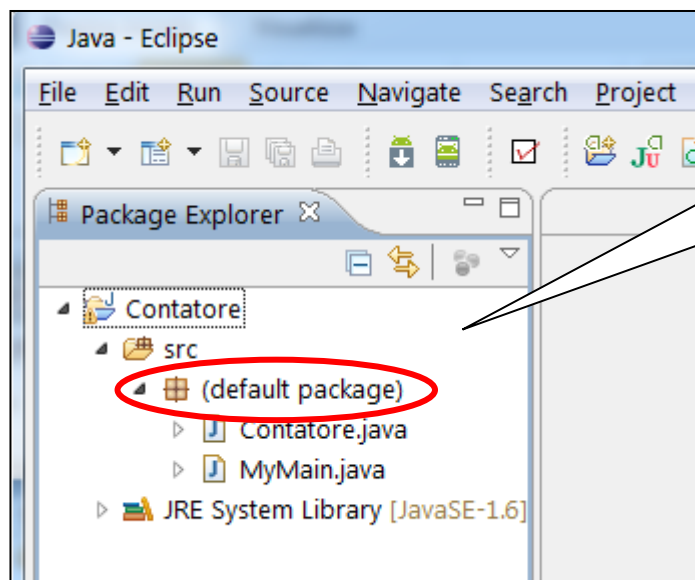 Java - Eclipse
File Edit Run Source Navigate Search Project
Package Explorer
Contatore
src
(default package)
Contatore.java
MyMain.java
JRE System Library [JavaSE-1.6]